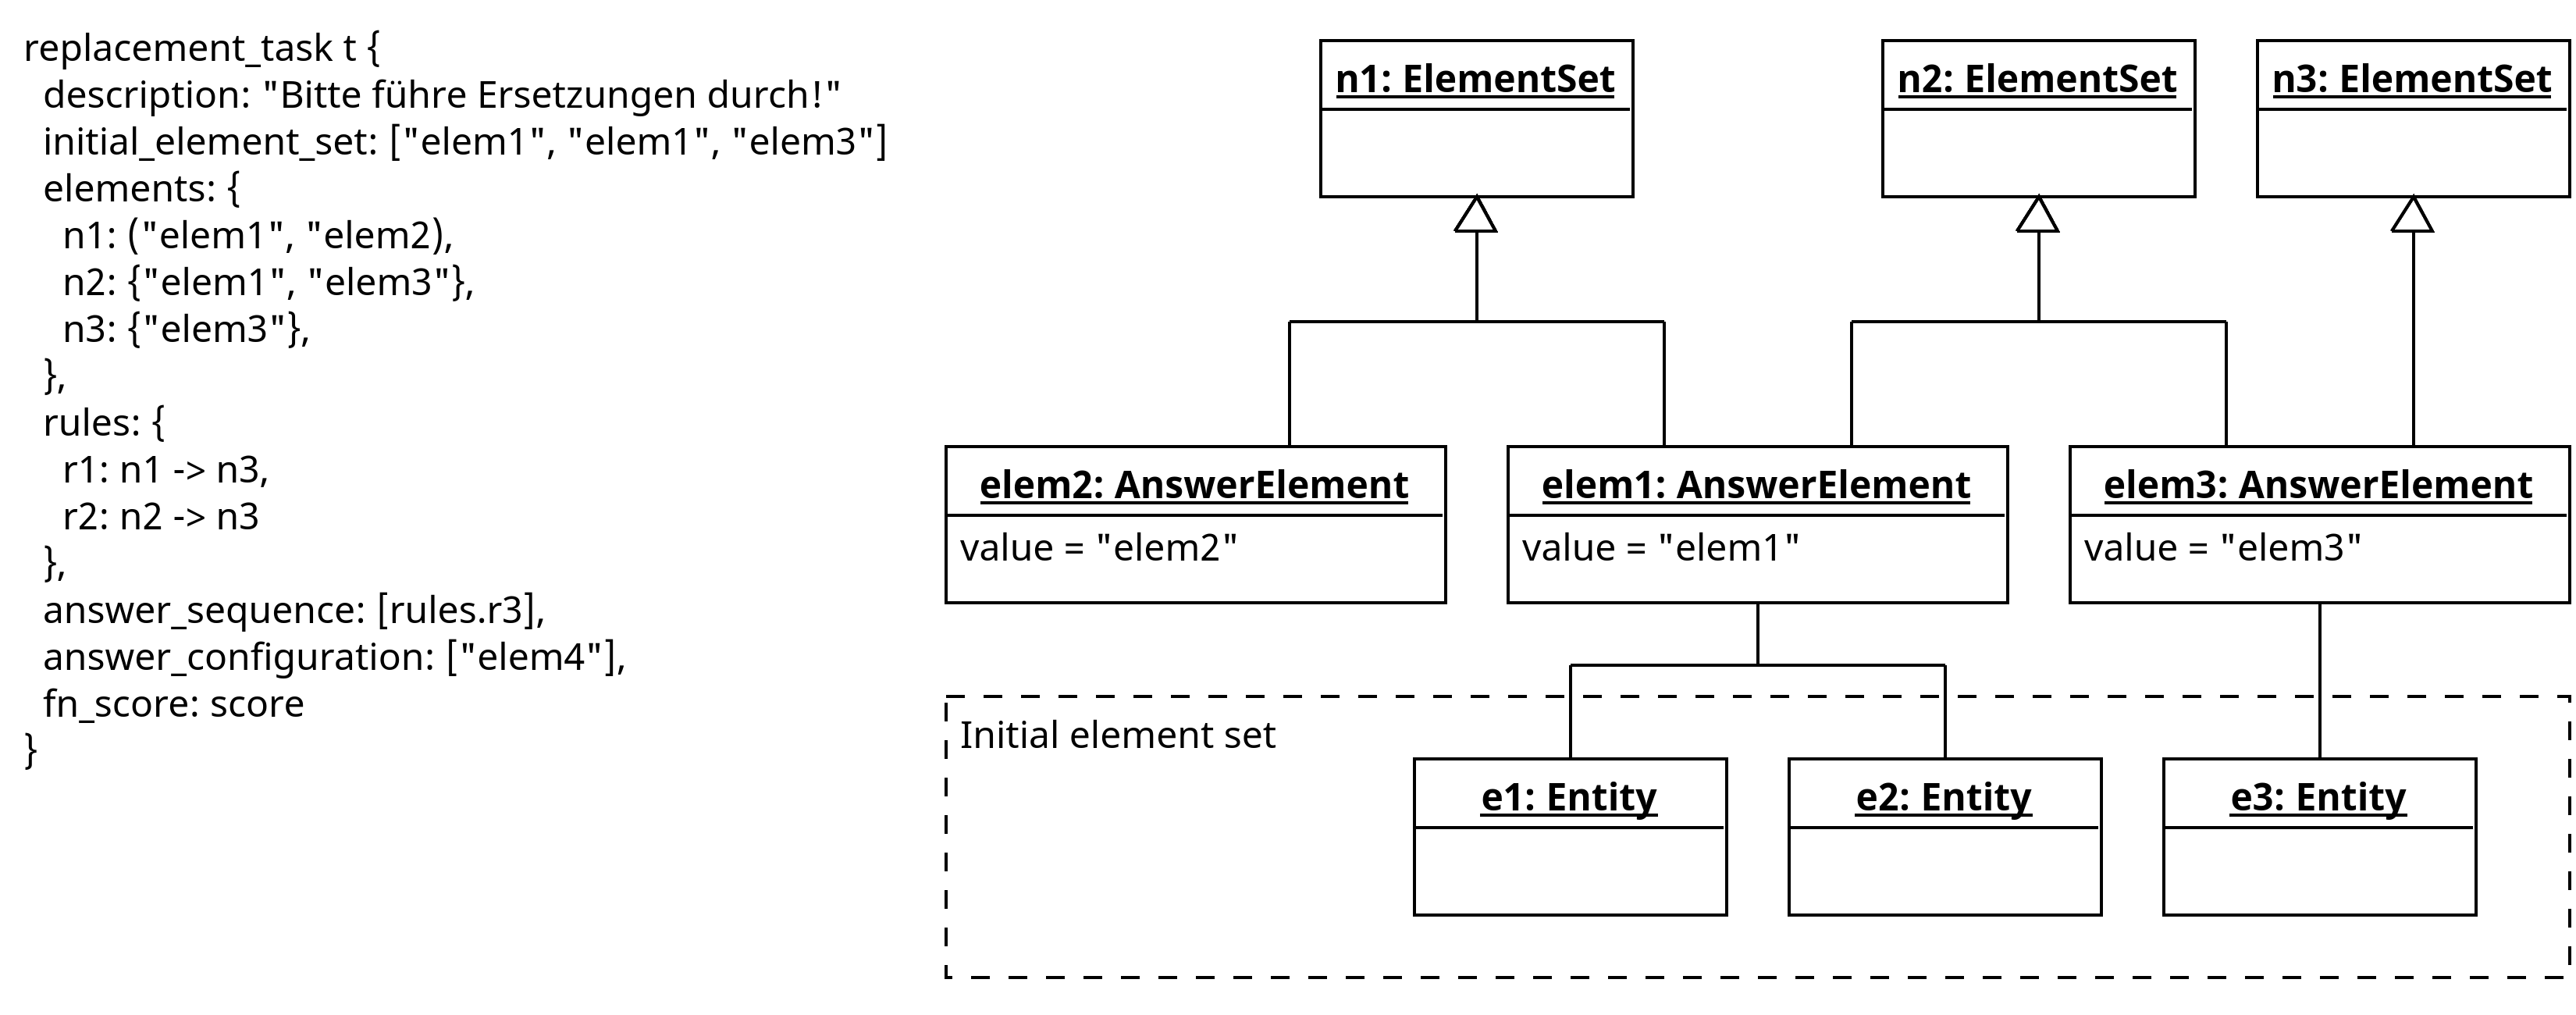 replacement_task t {
description: "Bitte führe Ersetzungen durch!"
initial_element_set: ["elem1", "elem1", "elem3"]
elements: {
n1: ("elem1", "elem2),
n2: {"elem1", "elem3"},
n3: {"elem3"},
},
rules: {
r1: n1 -> n3,
r2: n2 -> n3
},
answer_sequence: [rules.r3],
answer_configuration: ["elem4"],
fn_score: score
}
n1: ElementSet
n2: ElementSet
n3: ElementSet
elem2: AnswerElement
value = "elem2"
elem1: AnswerElement
value = "elem1"
elem3: AnswerElement
value = "elem3"
Initial element set
e1: Entity
e2: Entity
e3: Entity